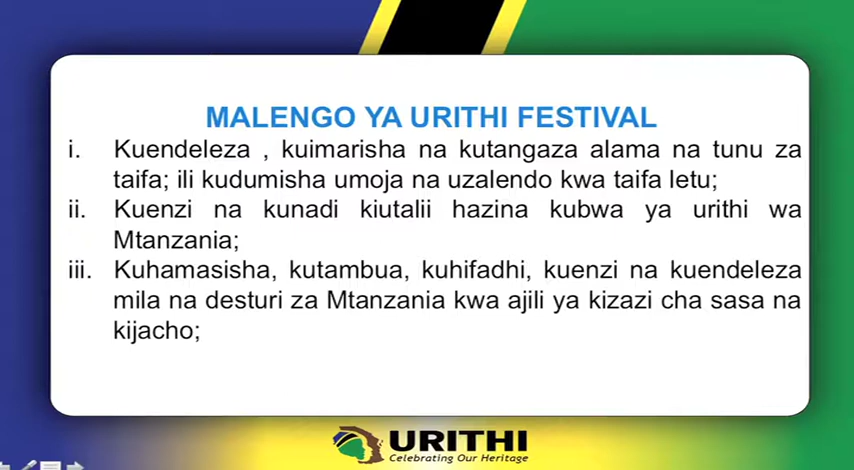 MALENGO YA URITHI FESTIVAL
i. Kuendeleza , kuimarisha na kutangaza alama na tunu za
taifa; ili kudumisha umoja na uzalendo kwa taifa letu;
ii. Kuenzi na kunadi kiutalii hazina kubwa ya urithi wa
Mtanzania;
iii. Kuhamasisha, kutambua, kuhifadhi, kuenzi na kuendeleza
mila na desturi za Mtanzania kwa ajili ya kizazi cha sasa na
kijacho;
URITHI
Celebrating Our Heritage